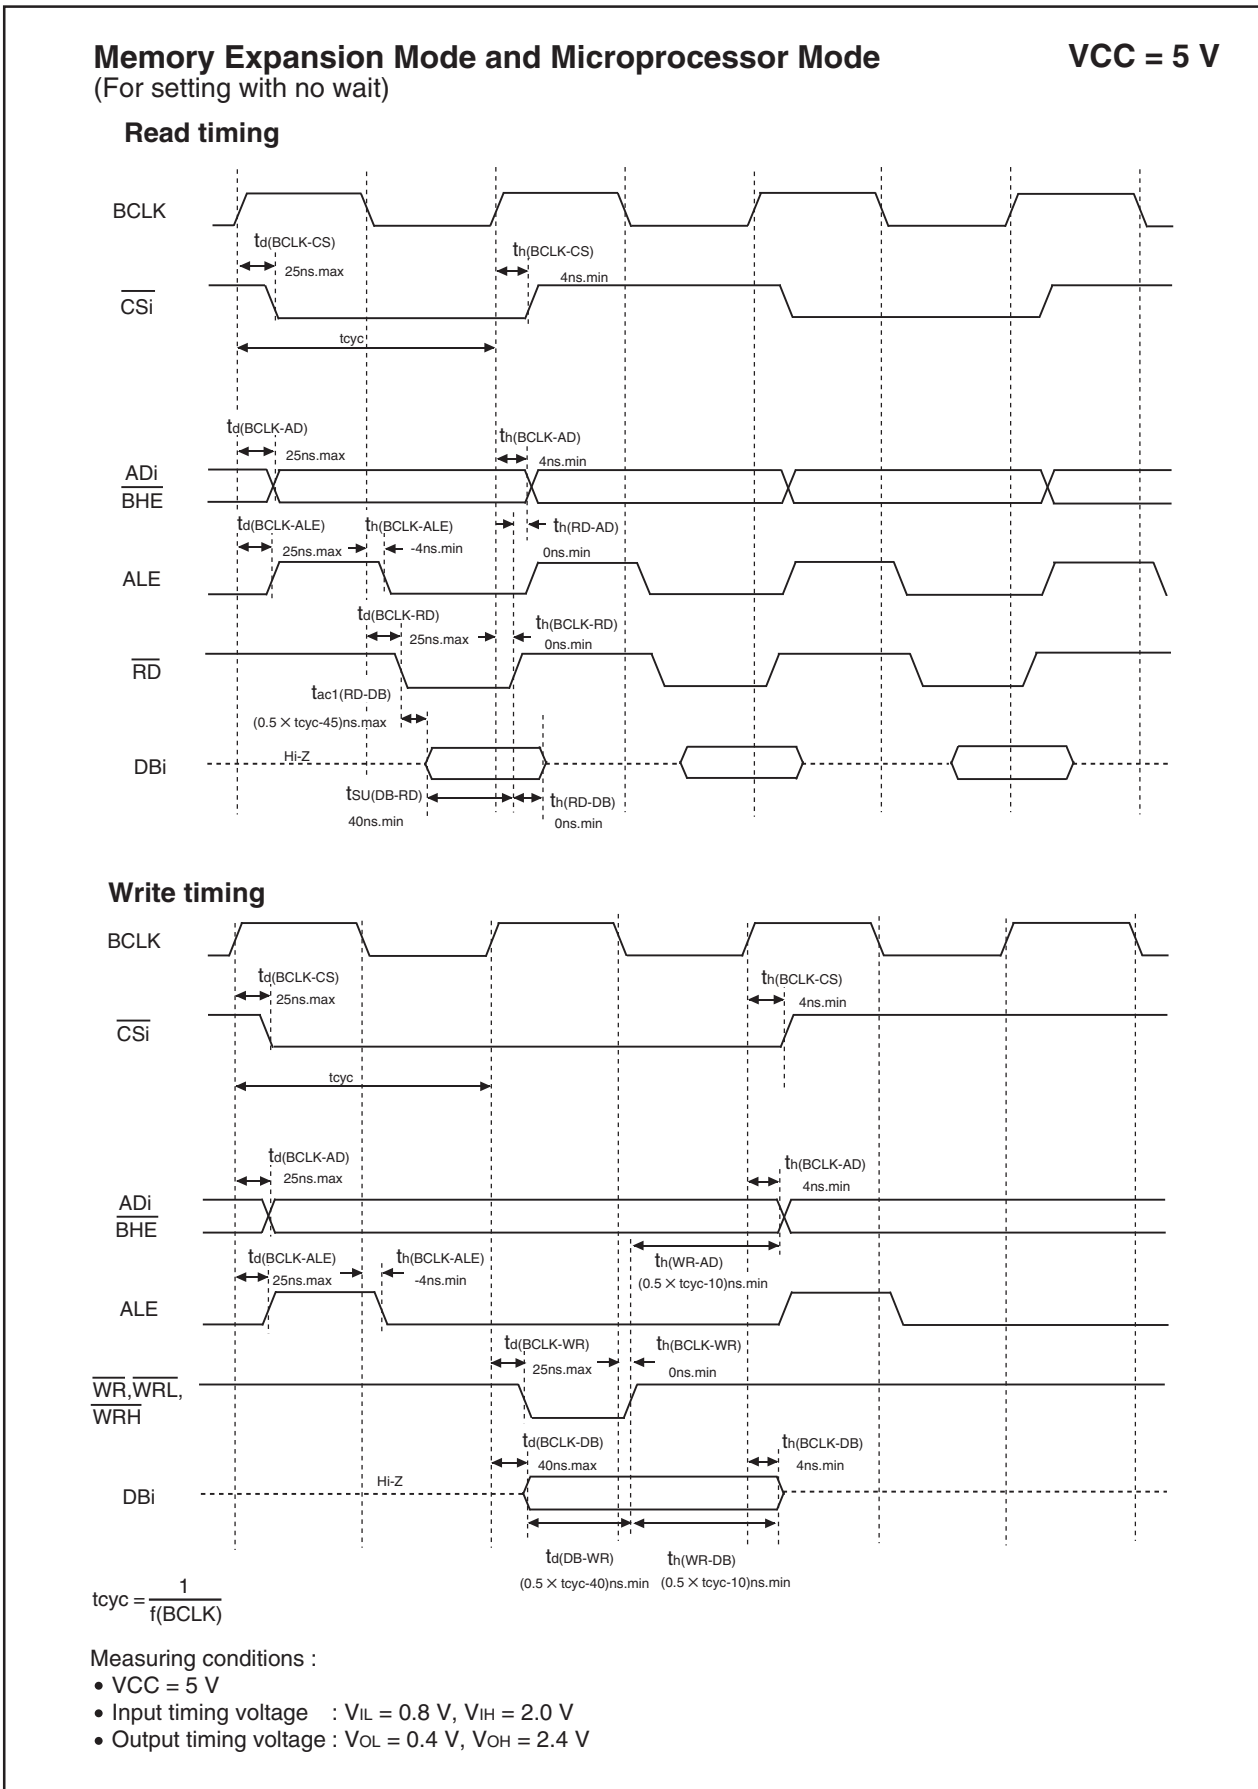 Memory Expansion Mode and Microprocessor Mode VCC = 5 V
(For setting with no wait)
Read timing
BCLK
td(BCLK-CS)
25ns.max
th(BCLK-CS)
4ns.min
CSi
tcyc
td(BCLK-AD)
25ns.max
th(BCLK-AD)
4ns.min
ADi
BHE
td(BCLK-ALE)
25ns.max
th(BCLK-ALE)
-4ns.min
th(RD-AD)
0ns.min
ALE
td(BCLK-RD)
25ns.max
th(BCLK-RD)
0ns.min
RD
tac1(RD-DB)
(0.5 × tcyc-45)ns.max
Hi-Z
DBi
tSU(DB-RD)
40ns.min
th(RD-DB)
0ns.min
Write timing
BCLK
td(BCLK-CS)
25ns.max
th(BCLK-CS)
4ns.min
CSi
tcyc
td(BCLK-AD)
25ns.max
th(BCLK-AD)
4ns.min
ADi
BHE
td(BCLK-ALE)
25ns.max
th(BCLK-ALE)
-4ns.min
th(WR-AD)
(0.5 × tcyc-10)ns.min
ALE
td(BCLK-WR)
25ns.max
th(BCLK-WR)
0ns.min
WR,WRL,
WRH
td(BCLK-DB)
40ns.max
th(BCLK-DB)
4ns.min
Hi-Z
DBi
td(DB-WR)
(0.5 × tcyc-40)ns.min
th(WR-DB)
(0.5 × tcyc-10)ns.min
tcyc = 1
f(BCLK)
Measuring conditions :
• VCC = 5 V
• Input timing voltage : VIL = 0.8 V, VIH = 2.0 V
• Output timing voltage : VOL = 0.4 V, VOH = 2.4 V